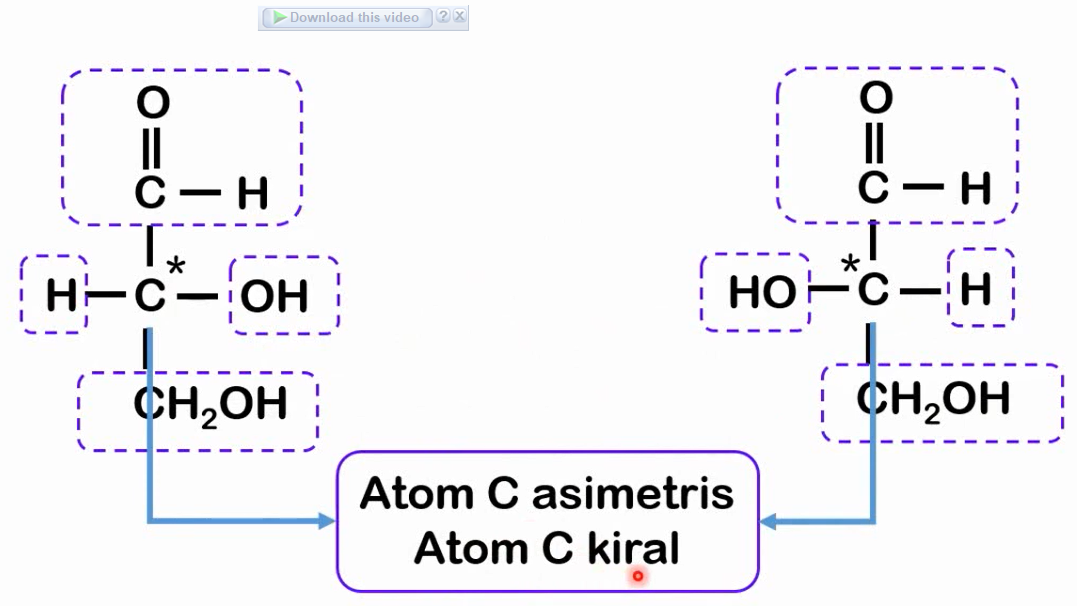 Download this video ? X
O
C — H
H — C* — OH
CH₂OH
O
C — H
HO — *C — H
CH₂OH
Atom C asimetris
Atom C kiral